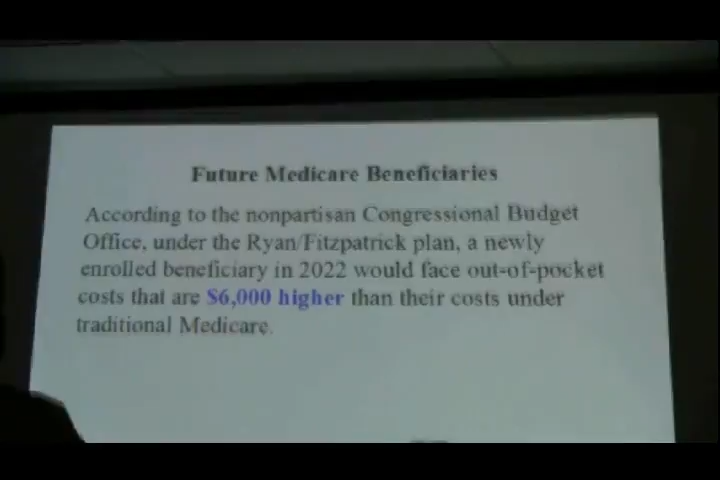 Future Medicare Beneficiaries
According to the nonpartisan Congressional Budget
Office, under the Ryan/Fitzpatrick plan, a newly
enrolled beneficiary in 2022 would face out-of-pocket
costs that are $6,000 higher than their costs under
traditional Medicare.